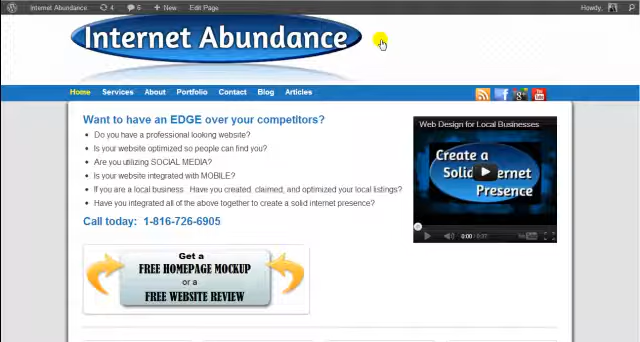 Internet Abundance 4 6 + New Edit Page Howdy,
Internet Abundance
Home Services About Portfolio Contact Blog Articles
Want to have an EDGE over your competitors?
Do you have a professional looking website?
Is your website optimized so people can find you?
Are you utilizing SOCIAL MEDIA?
Is your website integrated with MOBILE?
If you are a local business Have you created, claimed, and optimized your local listings?
Have you integrated all of the above together to create a solid internet presence?
Call today: 1-816-726-6905
Web Design for Local Businesses
Create a
Solid Internet
Presence
0:00 / 0:37
Get a
FREE HOMEPAGE MOCKUP
or a
FREE WEBSITE REVIEW